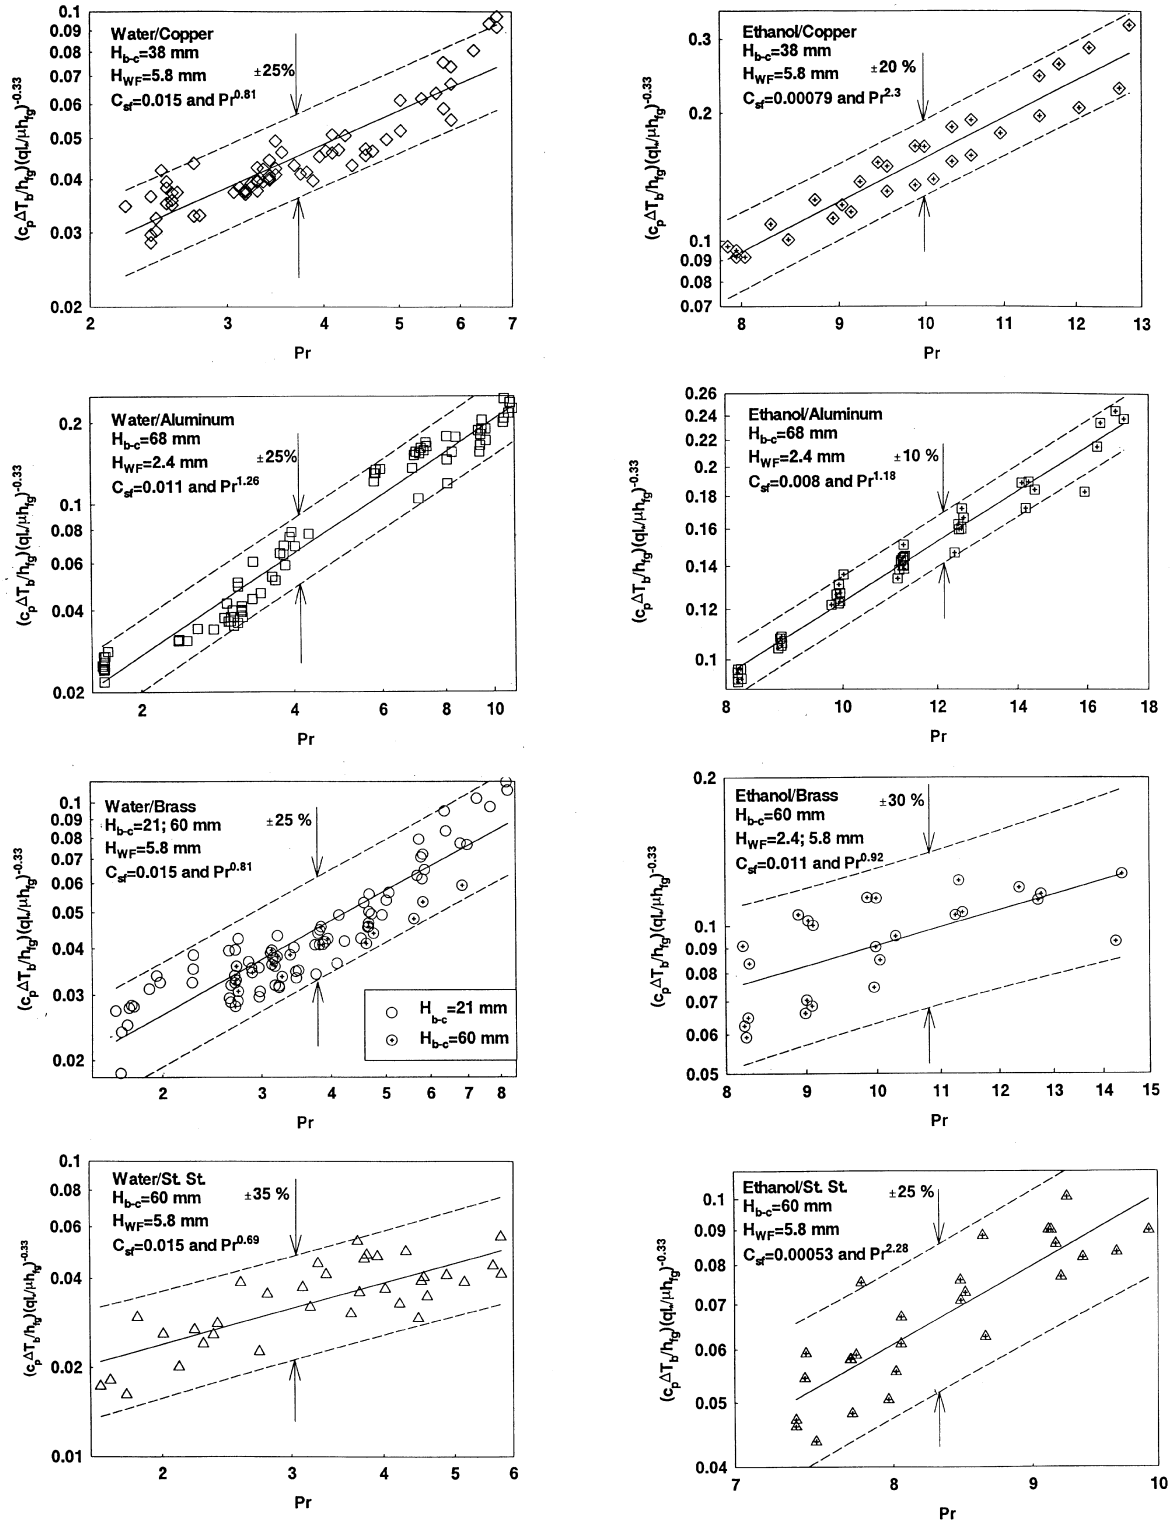 Water/Copper
H_b-c=38 mm
H_WF=5.8 mm
C_sf=0.015 and Pr^0.81
±25%
(c_pΔT_b/h_fg)(qL/μh_fg)^-0.33
0.1
0.09
0.08
0.07
0.06
0.05
0.04
0.03
0.02
2 3 4 5 6 7
Pr
Ethanol/Copper
H_b-c=38 mm
H_WF=5.8 mm
C_sf=0.00079 and Pr^2.3
±20 %
(c_pΔT_b/h_fg)(qL/μh_fg)^-0.33
0.3
0.2
0.1
0.09
0.08
0.07
8 9 10 11 12 13
Pr
Water/Aluminum
H_b-c=68 mm
H_WF=2.4 mm
C_sf=0.011 and Pr^1.26
±25%
(c_pΔT_b/h_fg)(qL/μh_fg)^-0.33
0.2
0.1
0.08
0.06
0.04
0.02
2 4 6 8 10
Pr
Ethanol/Aluminum
H_b-c=68 mm
H_WF=2.4 mm
C_sf=0.008 and Pr^1.18
±10 %
(c_pΔT_b/h_fg)(qL/μh_fg)^-0.33
0.26
0.24
0.22
0.2
0.18
0.16
0.14
0.12
0.1
8 10 12 14 16 18
Pr
Water/Brass
H_b-c=21; 60 mm
H_WF=5.8 mm
C_sf=0.015 and Pr^0.81
±25 %
(c_pΔT_b/h_fg)(qL/μh_fg)^-0.33
0.1
0.09
0.08
0.07
0.06
0.05
0.04
0.03
0.02
H_b-c=21 mm
H_b-c=60 mm
2 3 4 5 6 7 8
Pr
Ethanol/Brass
H_b-c=60 mm
H_WF=2.4; 5.8 mm
C_sf=0.011 and Pr^0.92
±30 %
(c_pΔT_b/h_fg)(qL/μh_fg)^-0.33
0.2
0.1
0.09
0.08
0.07
0.06
0.05
8 9 10 11 12 13 14 15
Pr
Water/St. St.
H_b-c=60 mm
H_WF=5.8 mm
C_sf=0.015 and Pr^0.69
±35 %
(c_pΔT_b/h_fg)(qL/μh_fg)^-0.33
0.1
0.08
0.06
0.04
0.02
0.01
2 3 4 5 6
Pr
Ethanol/St. St.
H_b-c=60 mm
H_WF=5.8 mm
C_sf=0.00053 and Pr^2.28
±25 %
(c_pΔT_b/h_fg)(qL/μh_fg)^-0.33
0.1
0.09
0.08
0.07
0.06
0.05
0.04
7 8 9 10
Pr